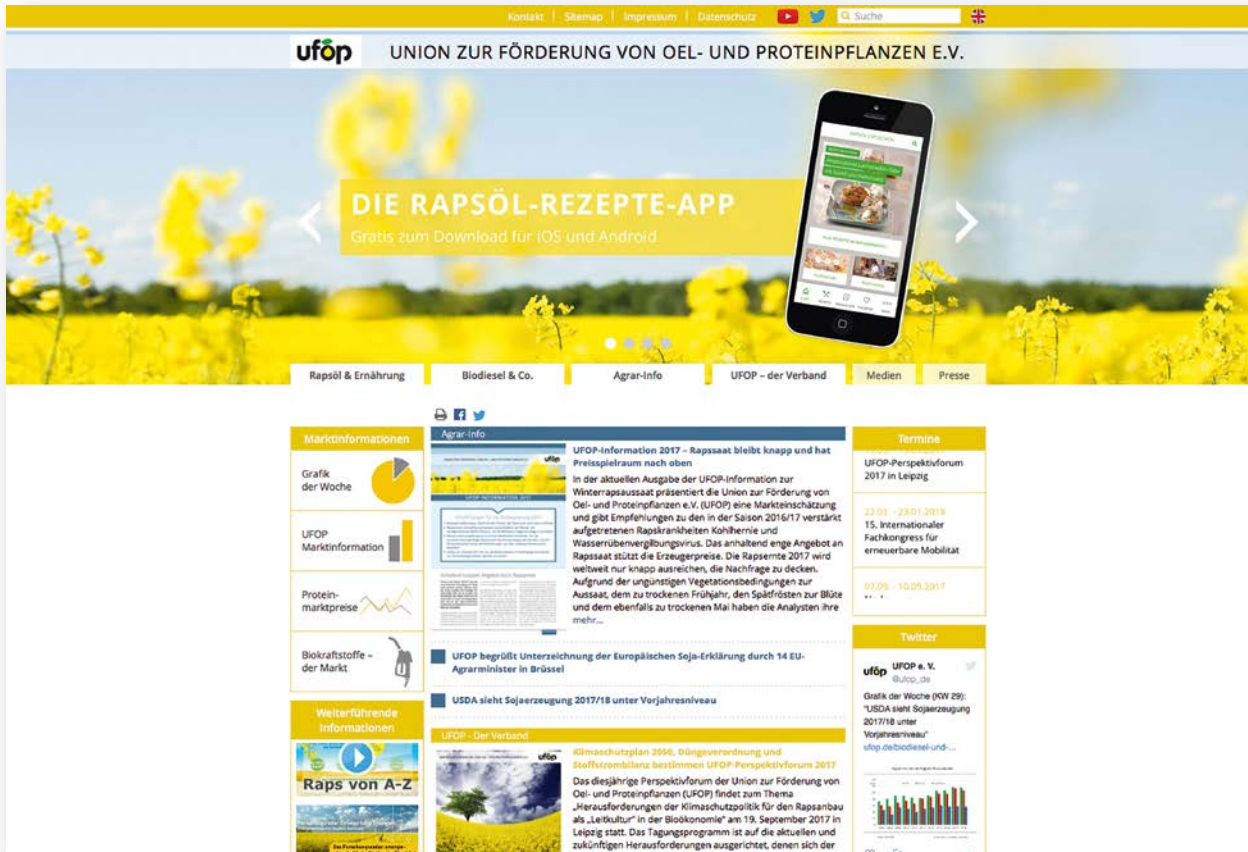 Kontakt | Sitemap | Impressum | Datenschutz
Suche
ufop
UNION ZUR FÖRDERUNG VON OEL- UND PROTEINPFLANZEN E.V.
DIE RAPSÖL-REZEPTE-APP
Gratis zum Download für iOS und Android
Rapsöl & Ernährung
Biodiesel & Co.
Agrar-Info
UFOP – der Verband
Medien
Presse
Marktinformationen
Grafik
der Woche
UFOP
Marktinformation
Protein-
marktpreise
Biokraftstoffe –
der Markt
Weiterführende
Informationen
Raps von A-Z
Agrar-Info
ufop
UFOP-INFORMATION 2017
UFOP-Information 2017 – Rapssaat bleibt knapp und hat
Preisspielraum nach oben
In der aktuellen Ausgabe der UFOP-Information zur
Winterrapsaussaat präsentiert die Union zur Förderung von
Oel- und Proteinpflanzen e.V. (UFOP) eine Markteinschätzung
und gibt Empfehlungen zu den in der Saison 2016/17 verstärkt
aufgetretenen Rapskrankheiten Kohlhernie und
Wasserrübenvergilbungsvirus. Das anhaltend enge Angebot an
Rapssaat stützt die Erzeugerpreise. Die Rapsernte 2017 wird
weltweit nur knapp ausreichen, die Nachfrage zu decken.
Aufgrund der ungünstigen Vegetationsbedingungen zur
Aussaat, dem zu trockenen Frühjahr, den Spätfrösten zur Blüte
und dem ebenfalls zu trockenen Mai haben die Analysten ihre
mehr...
UFOP begrüßt Unterzeichnung der Europäischen Soja-Erklärung durch 14 EU-
Agrarminister in Brüssel
USDA sieht Sojaerzeugung 2017/18 unter Vorjahresniveau
UFOP - Der Verband
ufop
Klimaschutzplan 2050, Düngeverordnung und
Stoffstrombilanz bestimmen UFOP-Perspektivforum 2017
Das diesjährige Perspektivforum der Union zur Förderung von
Oel- und Proteinpflanzen (UFOP) findet zum Thema
„Herausforderungen der Klimaschutzpolitik für den Rapsanbau
als „Leitkultur" in der Bioökonomie" am 19. September 2017 in
Leipzig statt. Das Tagungsprogramm ist auf die aktuellen und
zukünftigen Herausforderungen ausgerichtet, denen sich der
Termine
UFOP-Perspektivforum
2017 in Leipzig
22.01. - 23.01.2018
15. Internationaler
Fachkongress für
erneuerbare Mobilität
07.09. - 10.09.2017
Twitter
ufop
UFOP e. V.
@ufop_de
Grafik der Woche (KW 29):
"USDA sieht Sojaerzeugung
2017/18 unter
Vorjahresniveau"
ufop.de/biodiesel-und-...